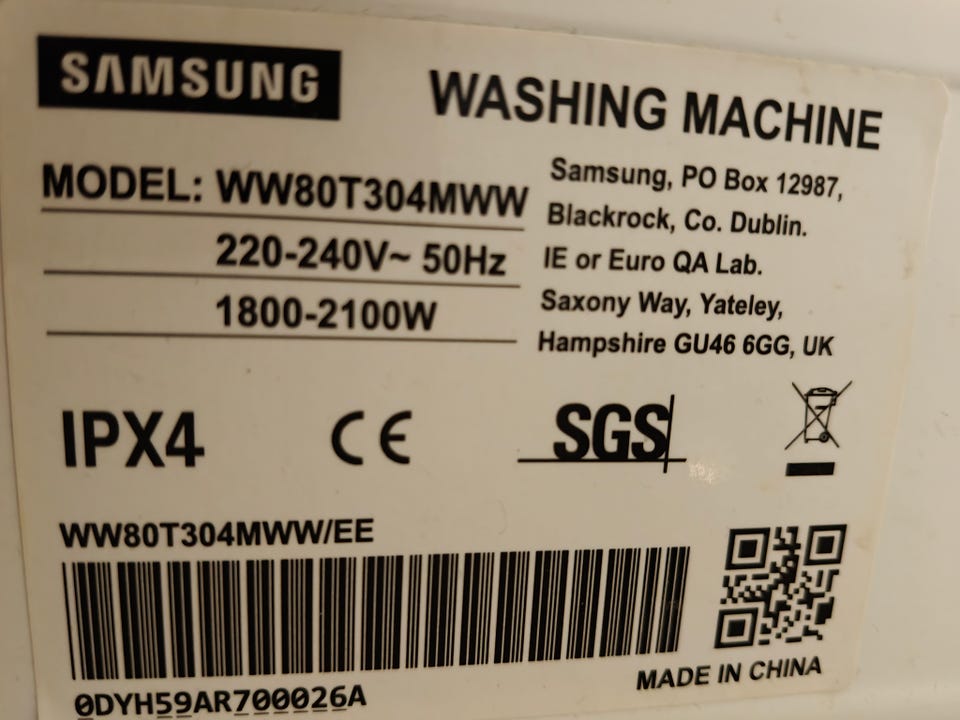 SAMSUNG
WASHING MACHINE
MODEL: WW80T304MWW
220-240V~ 50Hz
1800-2100W
Samsung, PO Box 12987,
Blackrock, Co. Dublin.
IE or Euro QA Lab.
Saxony Way, Yateley,
Hampshire GU46 6GG, UK
IPX4
CE
SGS
WW80T304MWW/EE
0DYH59AR700026A
MADE IN CHINA